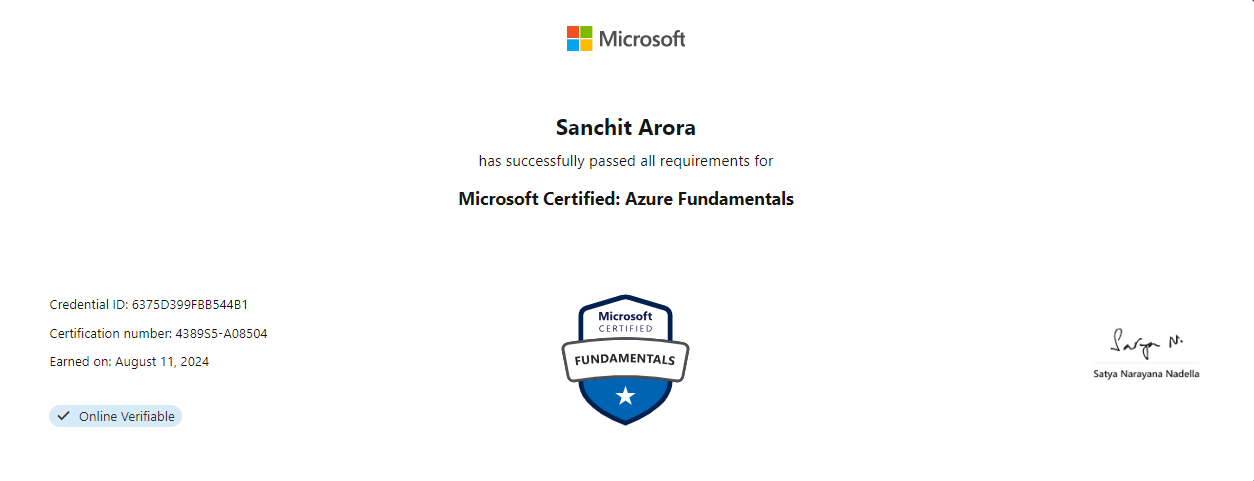 Microsoft
Sanchit Arora
has successfully passed all requirements for
Microsoft Certified: Azure Fundamentals
Credential ID: 6375D399FBB544B1
Certification number: 4389S5-A08504
Earned on: August 11, 2024
Online Verifiable
Microsoft
CERTIFIED
FUNDAMENTALS
Satya N.
Satya Narayana Nadella